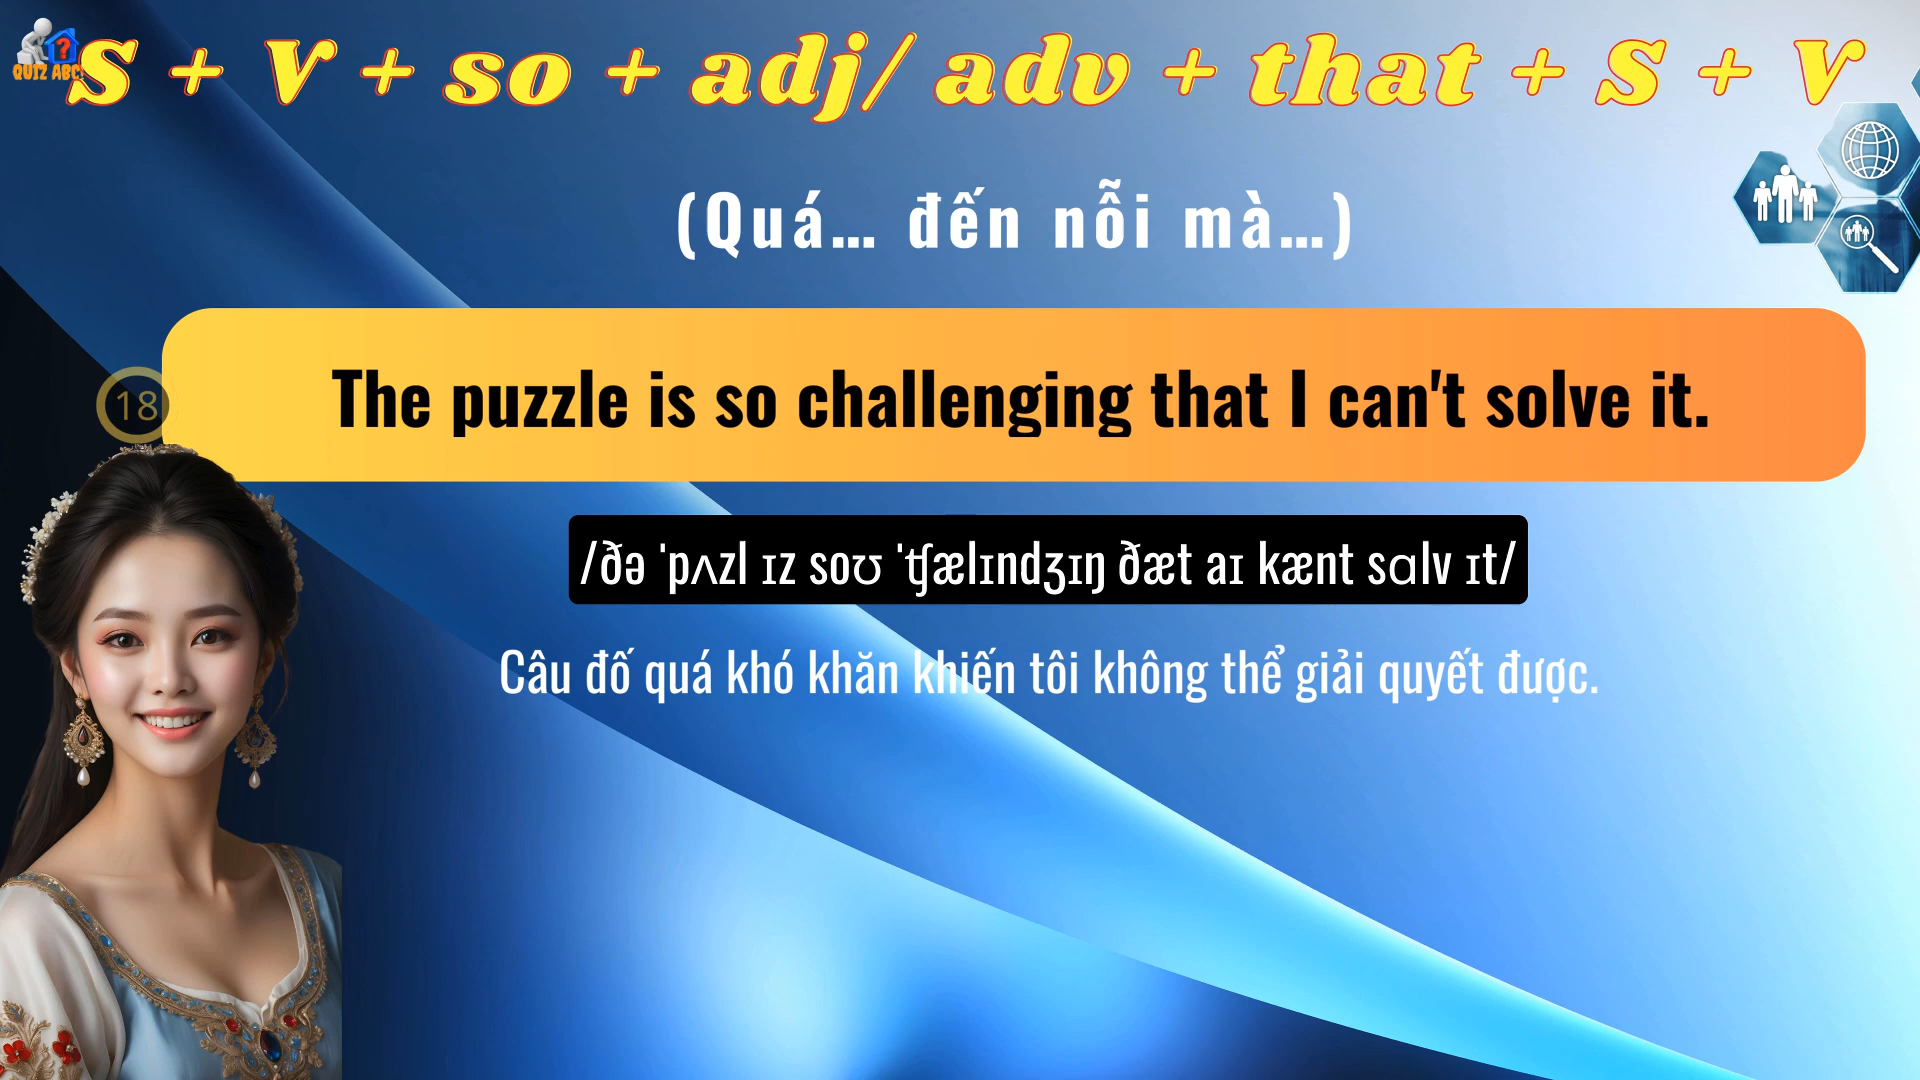 QUIZ ABC!
S + V + so + adj/ adv + that + S + V
(Quá... đến nỗi mà...)
The puzzle is so challenging that I can't solve it.
18
/ðə ˈpʌzl ɪz soʊ ˈʧælɪndʒɪŋ ðæt aɪ kænt sɑlv ɪt/
Câu đố quá khó khăn khiến tôi không thể giải quyết được.